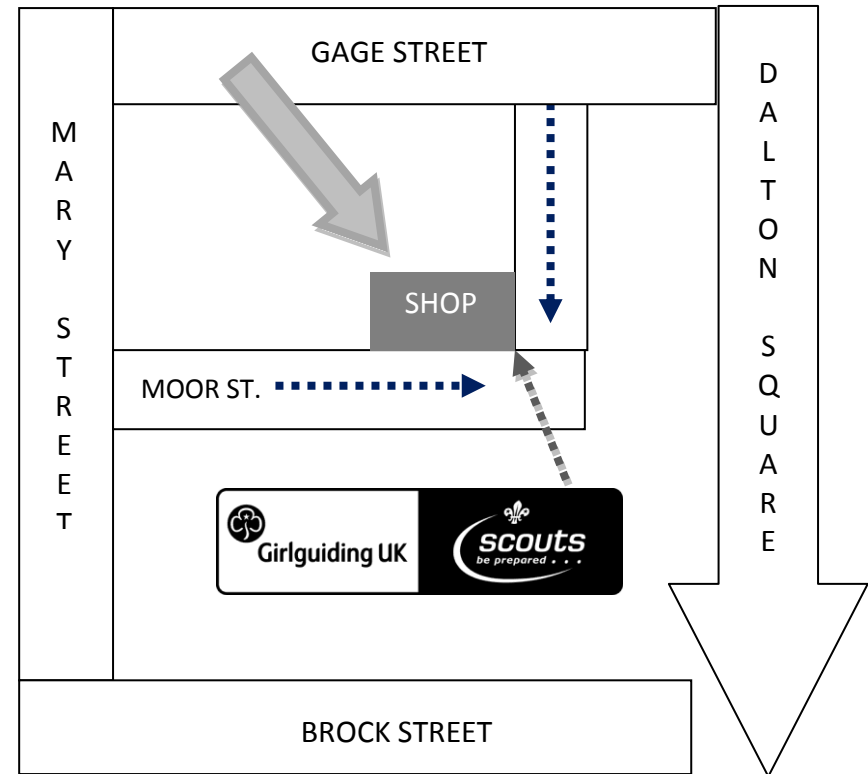 GAGE STREET
DALTON SQUARE
MARY STREET
SHOP
MOOR ST.
Girlguiding UK
scouts
be prepared . . .
BROCK STREET